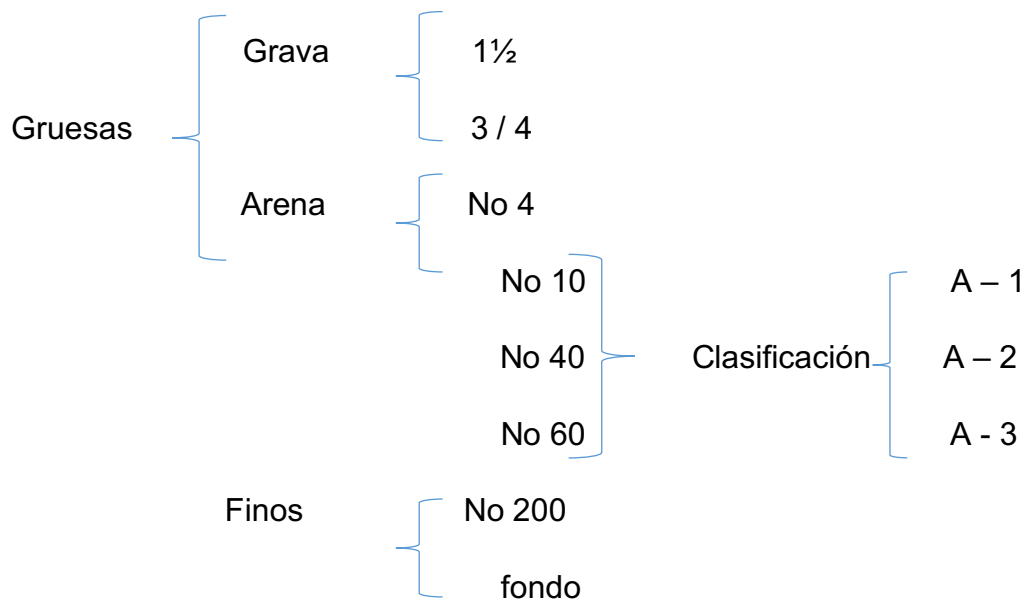 Grava 1½
Gruesas 3 / 4
Arena No 4
No 10 A – 1
No 40 Clasificación A – 2
No 60 A - 3
Finos No 200
fondo